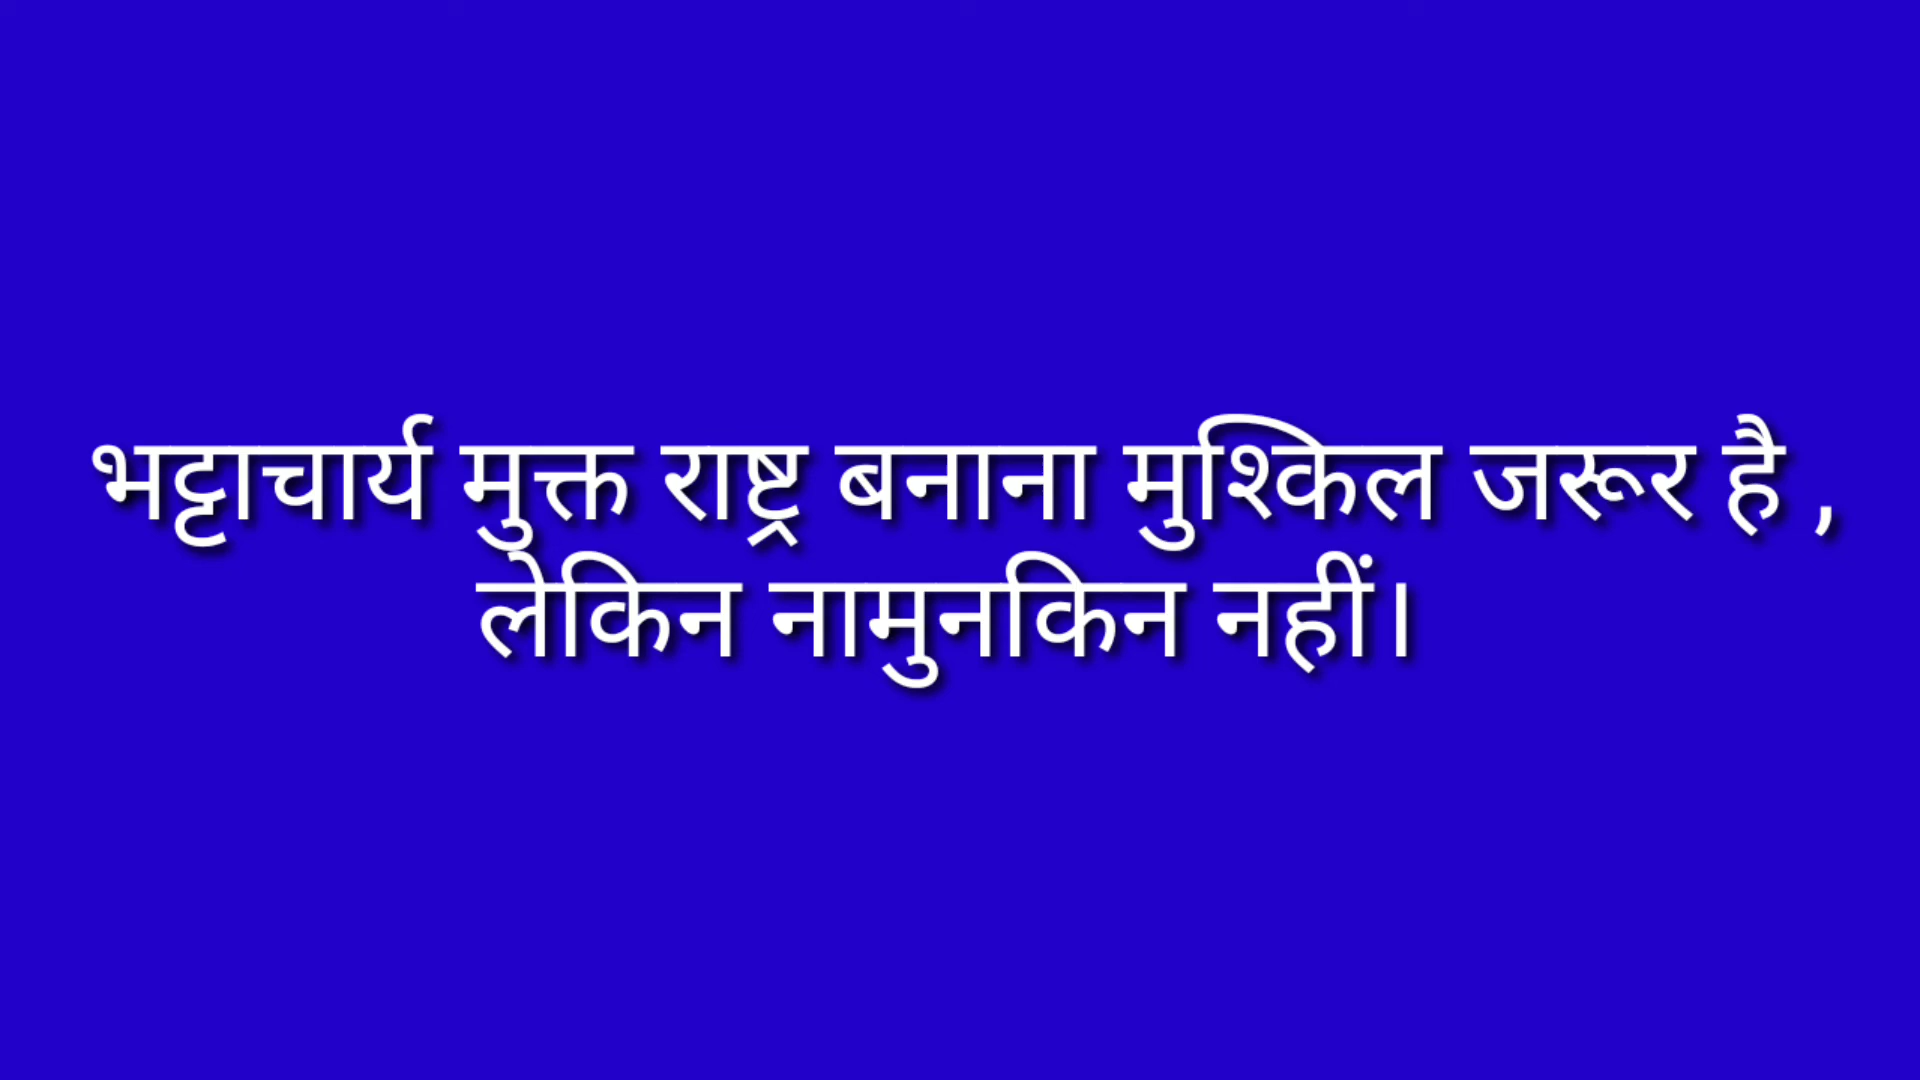 भट्टाचार्य मुक्त राष्ट्र बनाना मुश्किल जरूर है ,
लेकिन नामुनकिन नहीं।